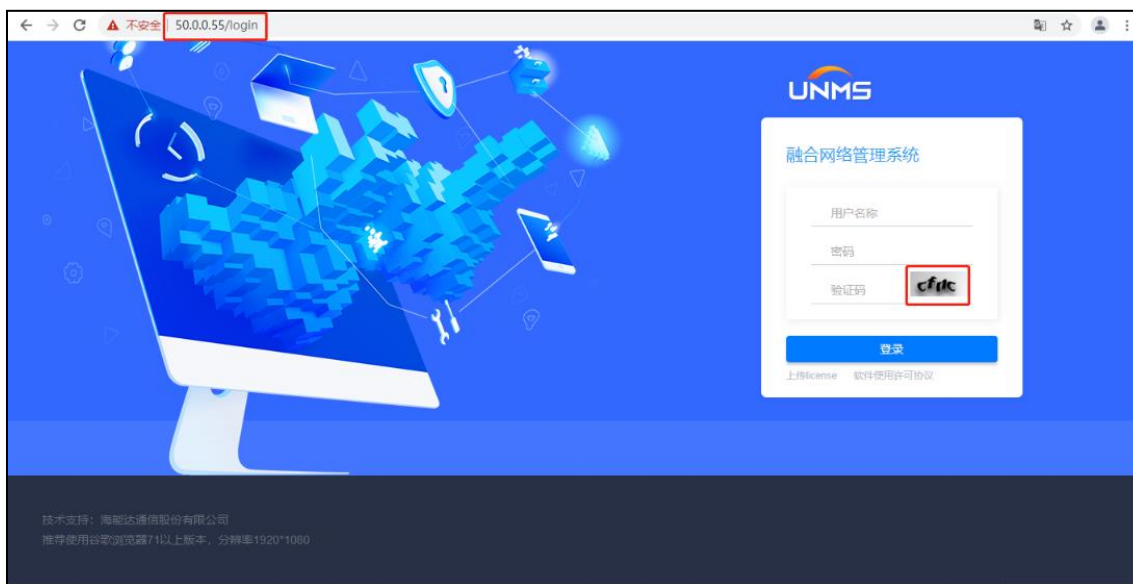 不安全 | 50.0.0.55/login
UNMS
融合网络管理系统
用户名称
密码
验证码
登录
上传license 软件使用许可协议
技术支持：海能达通信股份有限公司
推荐使用谷歌浏览器71以上版本，分辨率1920*1080